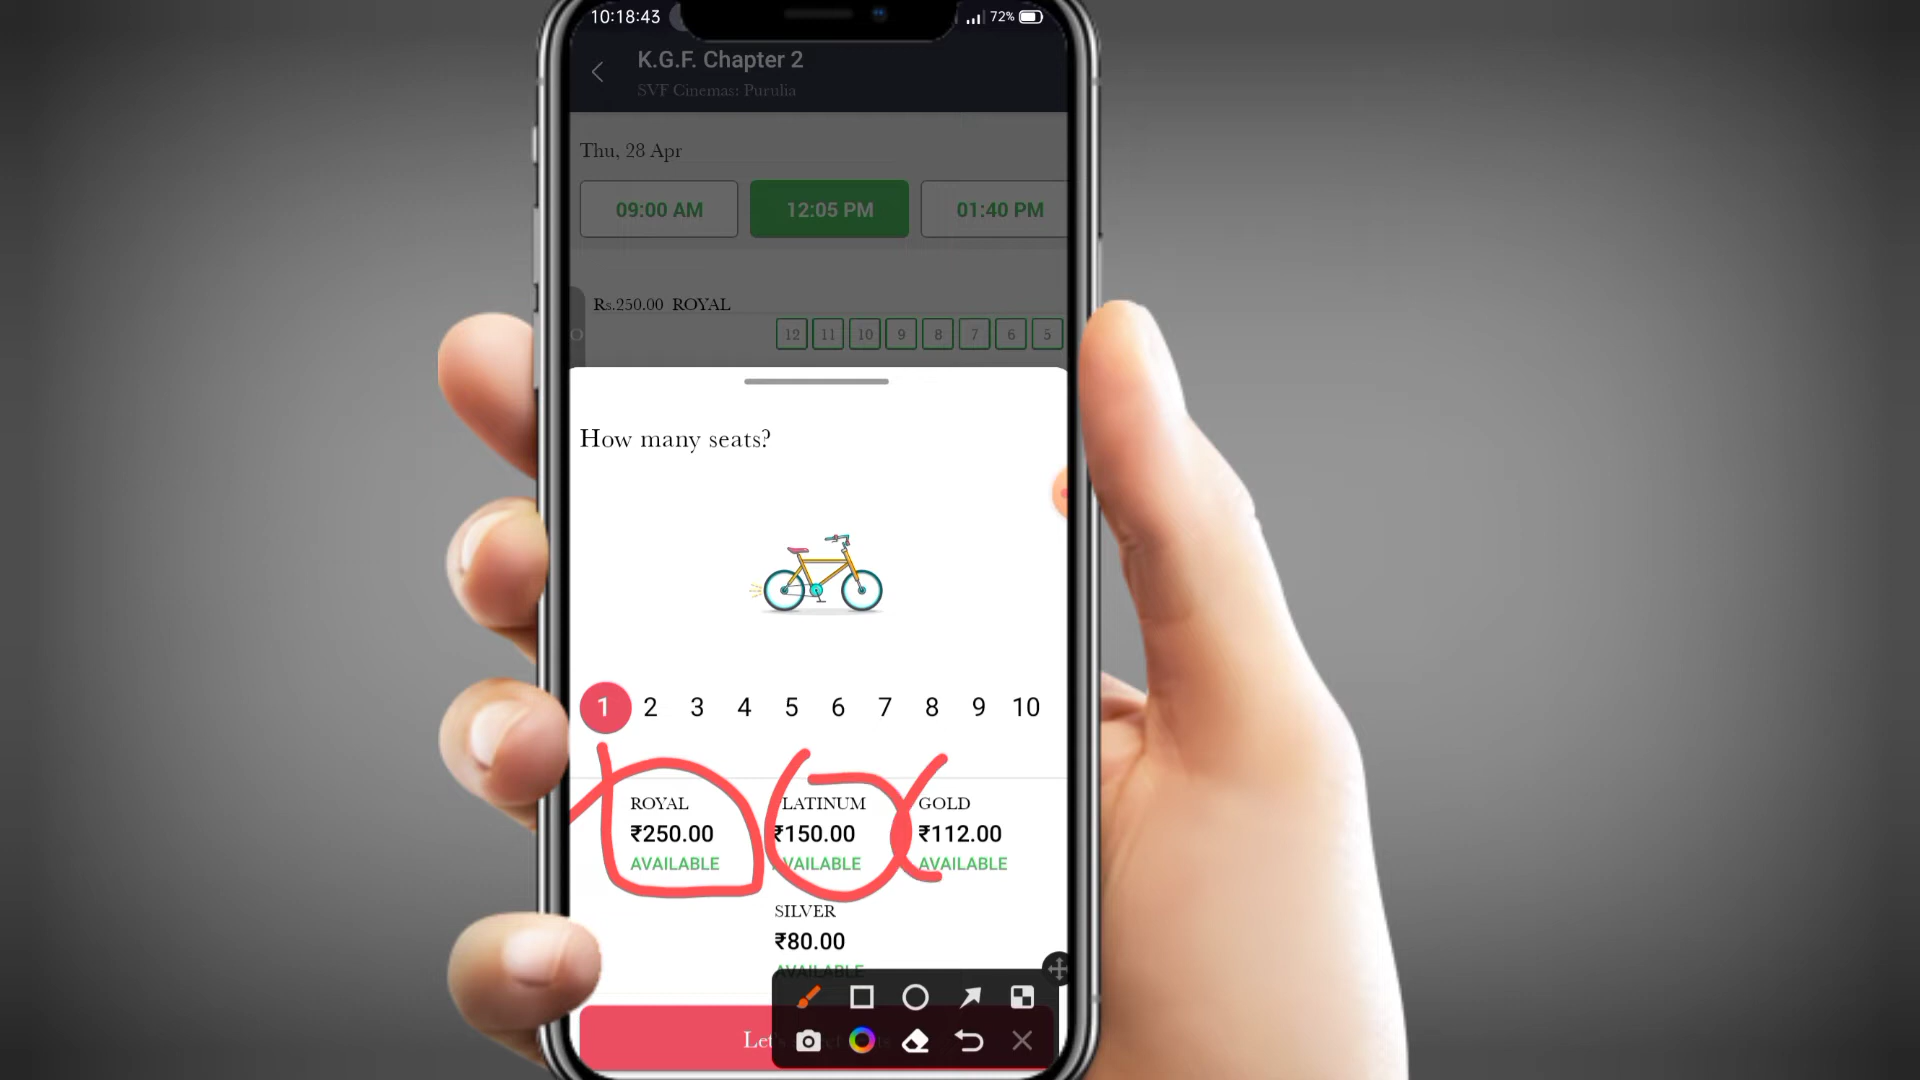 10:18:43
72%
K.G.F. Chapter 2
SVF Cinemas: Purulia
Thu, 28 Apr
09:00 AM 12:05 PM 01:40 PM
Rs.250.00 ROYAL
O 12 11 10 9 8 7 6 5
How many seats?
1 2 3 4 5 6 7 8 9 10
ROYAL PLATINUM GOLD
₹250.00 ₹150.00 ₹112.00
AVAILABLE AVAILABLE AVAILABLE
SILVER
₹80.00
AVAILABLE